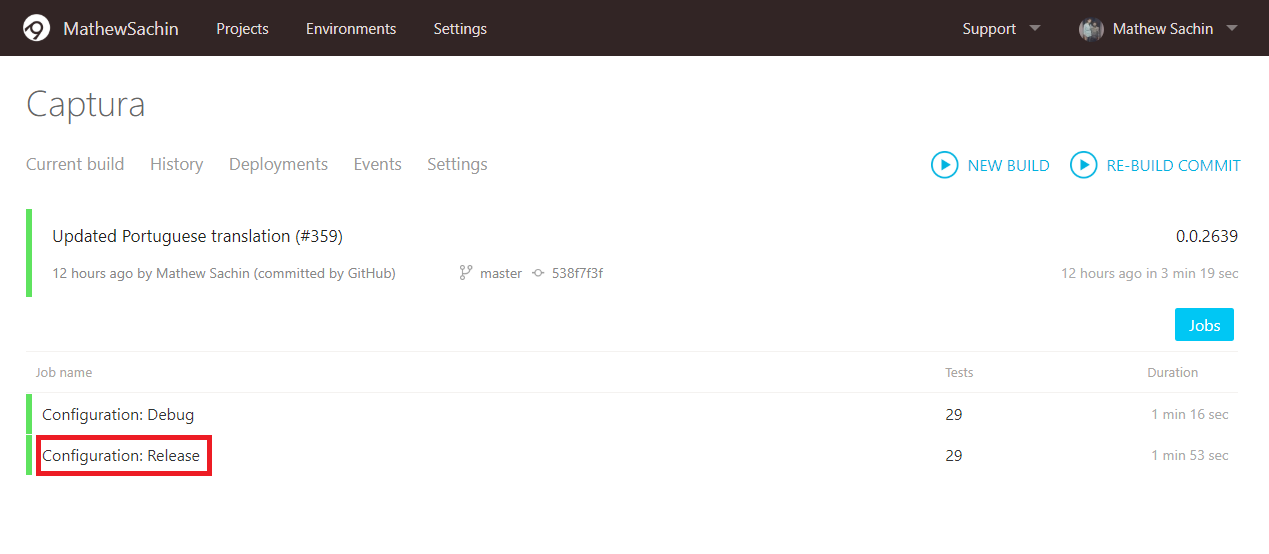 MathewSachin Projects Environments Settings Support Mathew Sachin
Captura
Current build History Deployments Events Settings NEW BUILD RE-BUILD COMMIT
Updated Portuguese translation (#359) 0.0.2639
12 hours ago by Mathew Sachin (committed by GitHub) master 538f7f3f 12 hours ago in 3 min 19 sec
Jobs
Job name Tests Duration
Configuration: Debug 29 1 min 16 sec
Configuration: Release 29 1 min 53 sec